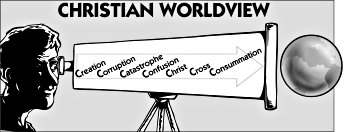 CHRISTIAN WORLDVIEW
Creation
Corruption
Catastrophe
Confusion
Christ
Cross
Consummation